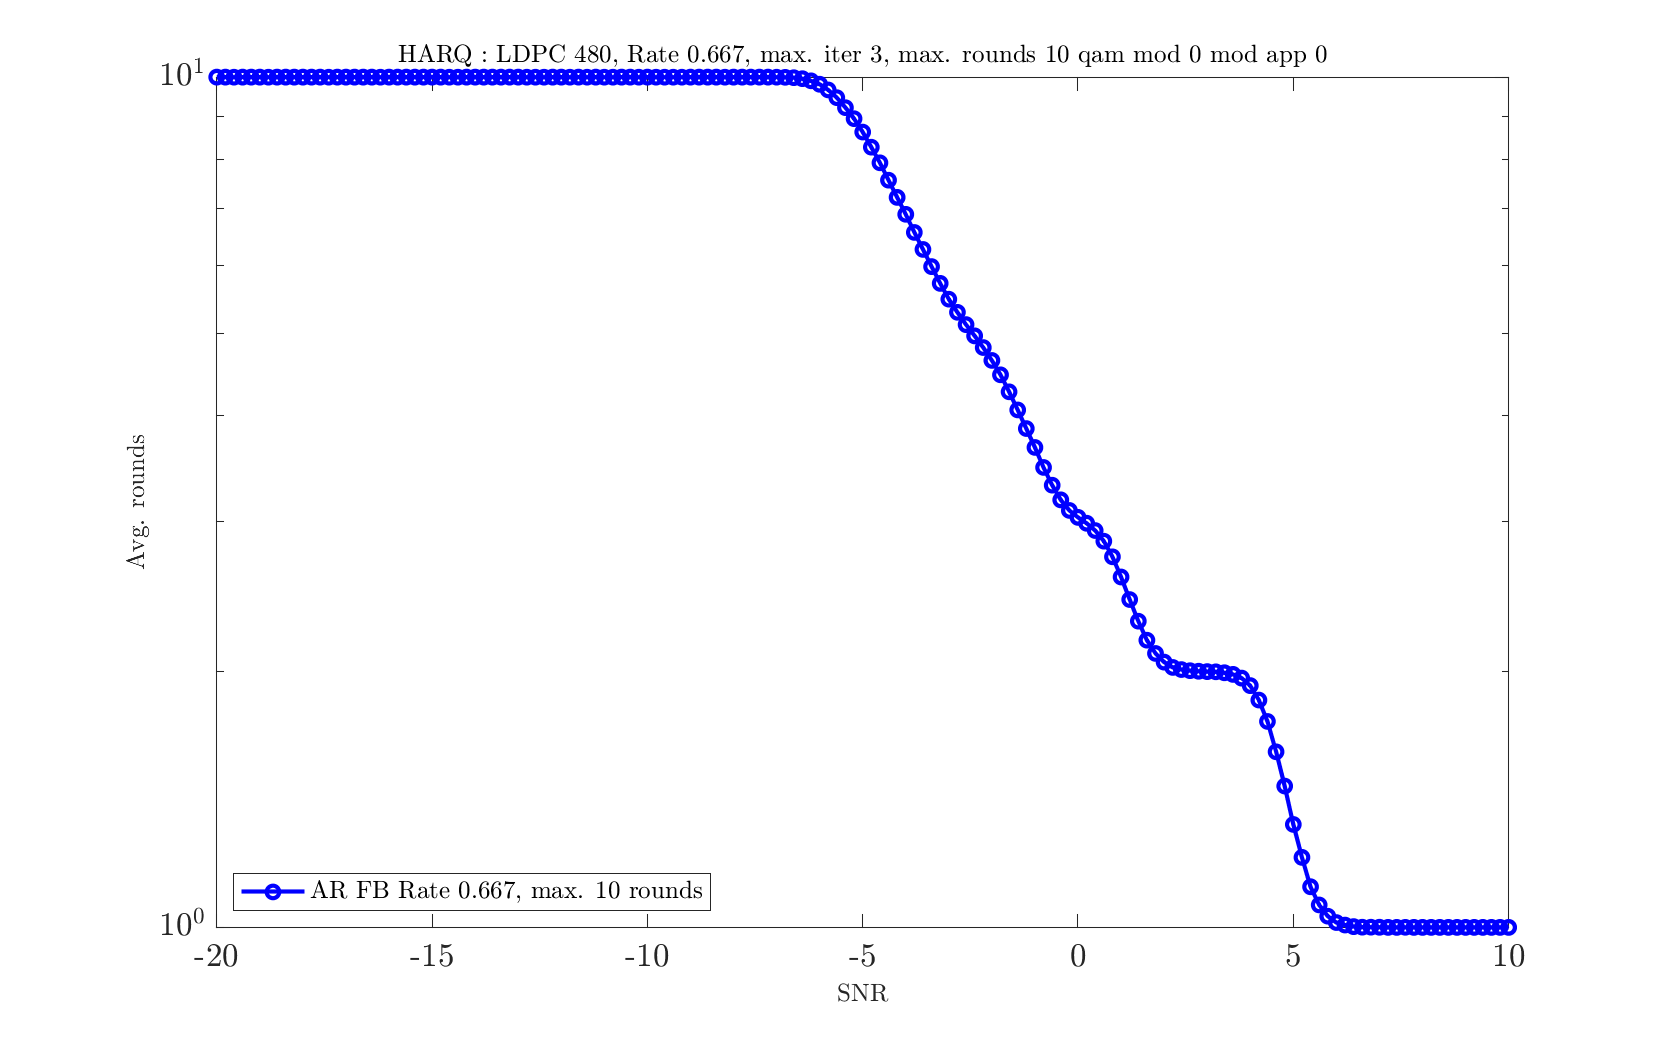 HARQ : LDPC 480, Rate 0.667, max. iter 3, max. rounds 10 qam mod 0 mod app 0
10^1
Avg. rounds
AR FB Rate 0.667, max. 10 rounds
10^0
-20 -15 -10 -5 0 5 10
SNR